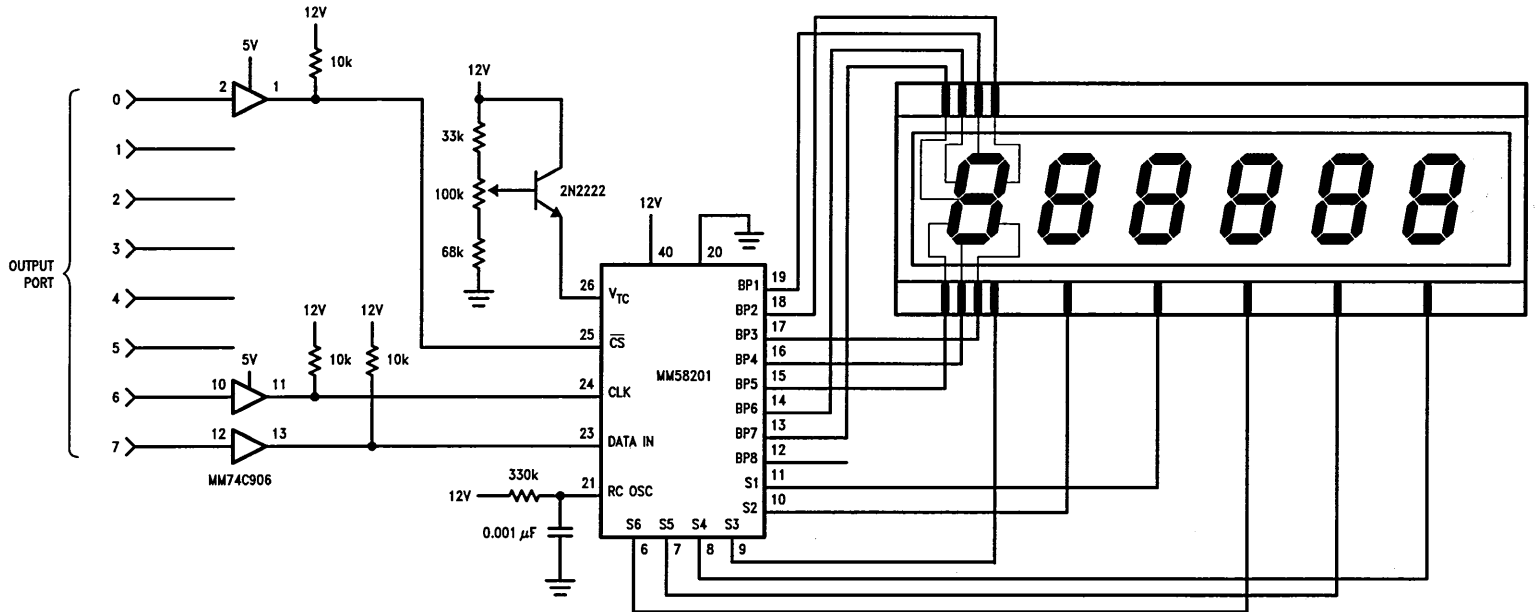 12V
5V
10k
2
1
OUTPUT
PORT
0
1
2
3
4
5
6
7
12V
33k
100k
68k
2N2222
12V
12V
10k
10k
5V
10
11
12
13
MM74C906
12V
330k
0.001 μF
12V
40
20
26
VTC
25
CS
24
CLK
23
DATA IN
21
RC OSC
MM58201
BP1
19
BP2
18
BP3
17
BP4
16
BP5
15
BP6
14
BP7
13
BP8
12
S1
11
S2
10
S6
S5
S4
S3
6
7
8
9
888888